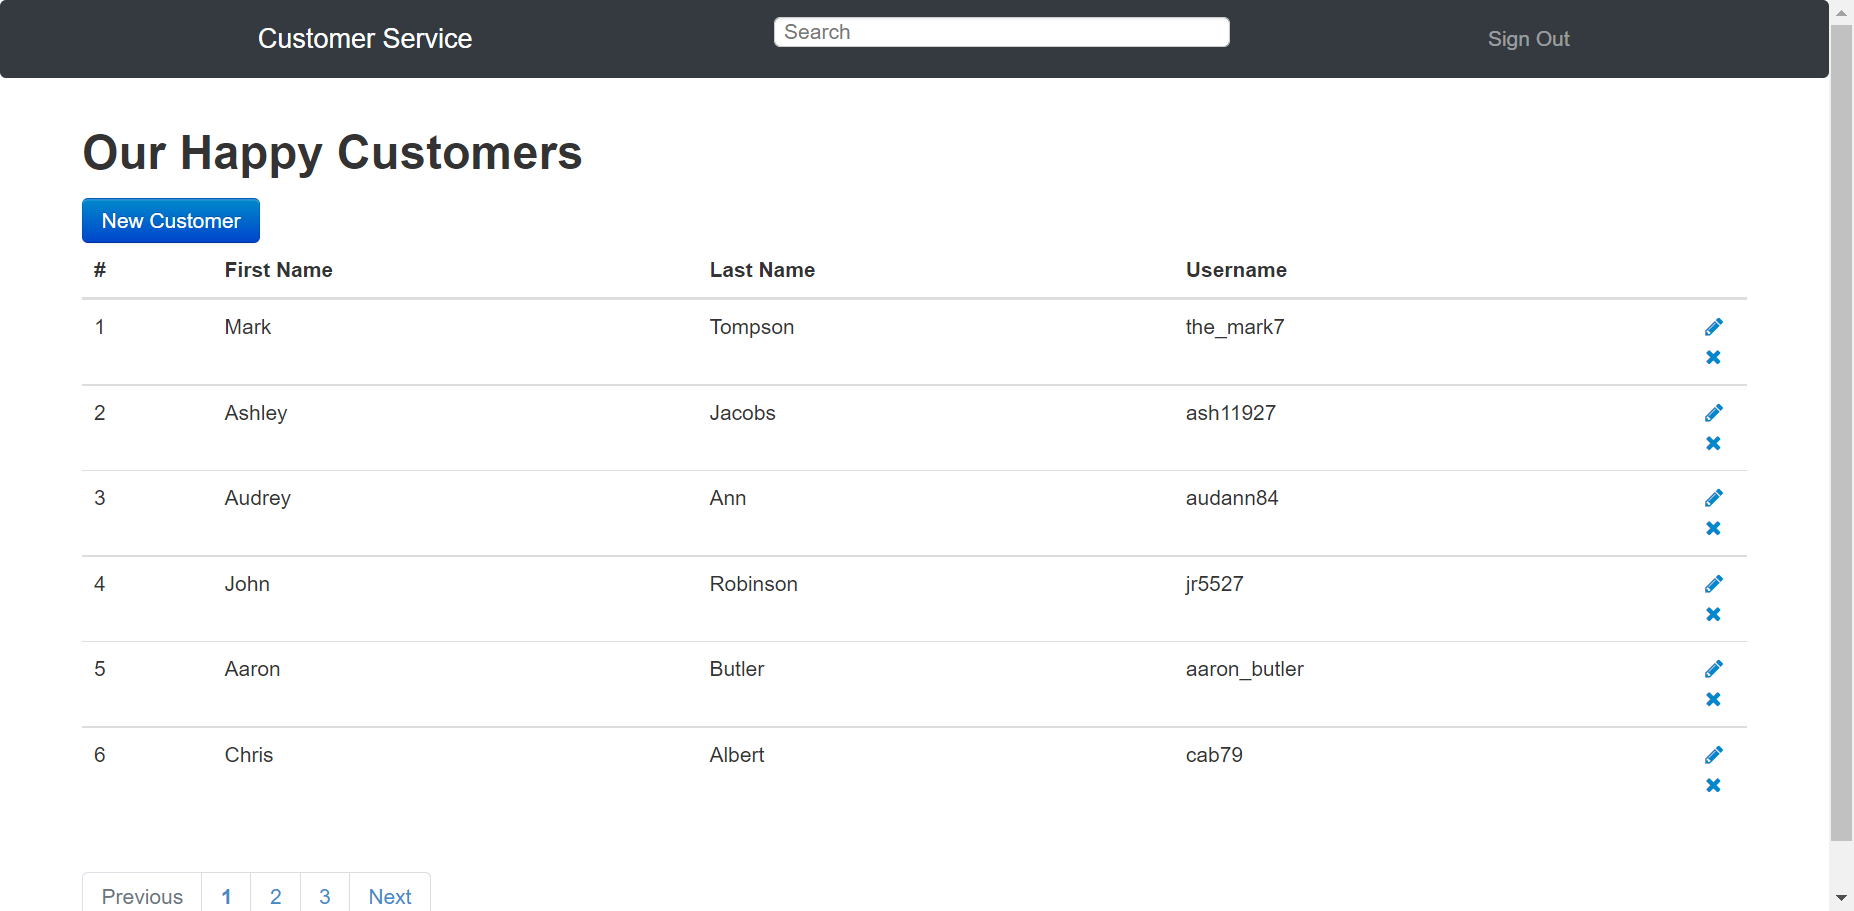 Customer Service Search Sign Out
Our Happy Customers
New Customer
# First Name Last Name Username
1 Mark Tompson the_mark7
2 Ashley Jacobs ash11927
3 Audrey Ann audann84
4 John Robinson jr5527
5 Aaron Butler aaron_butler
6 Chris Albert cab79
Previous 1 2 3 Next